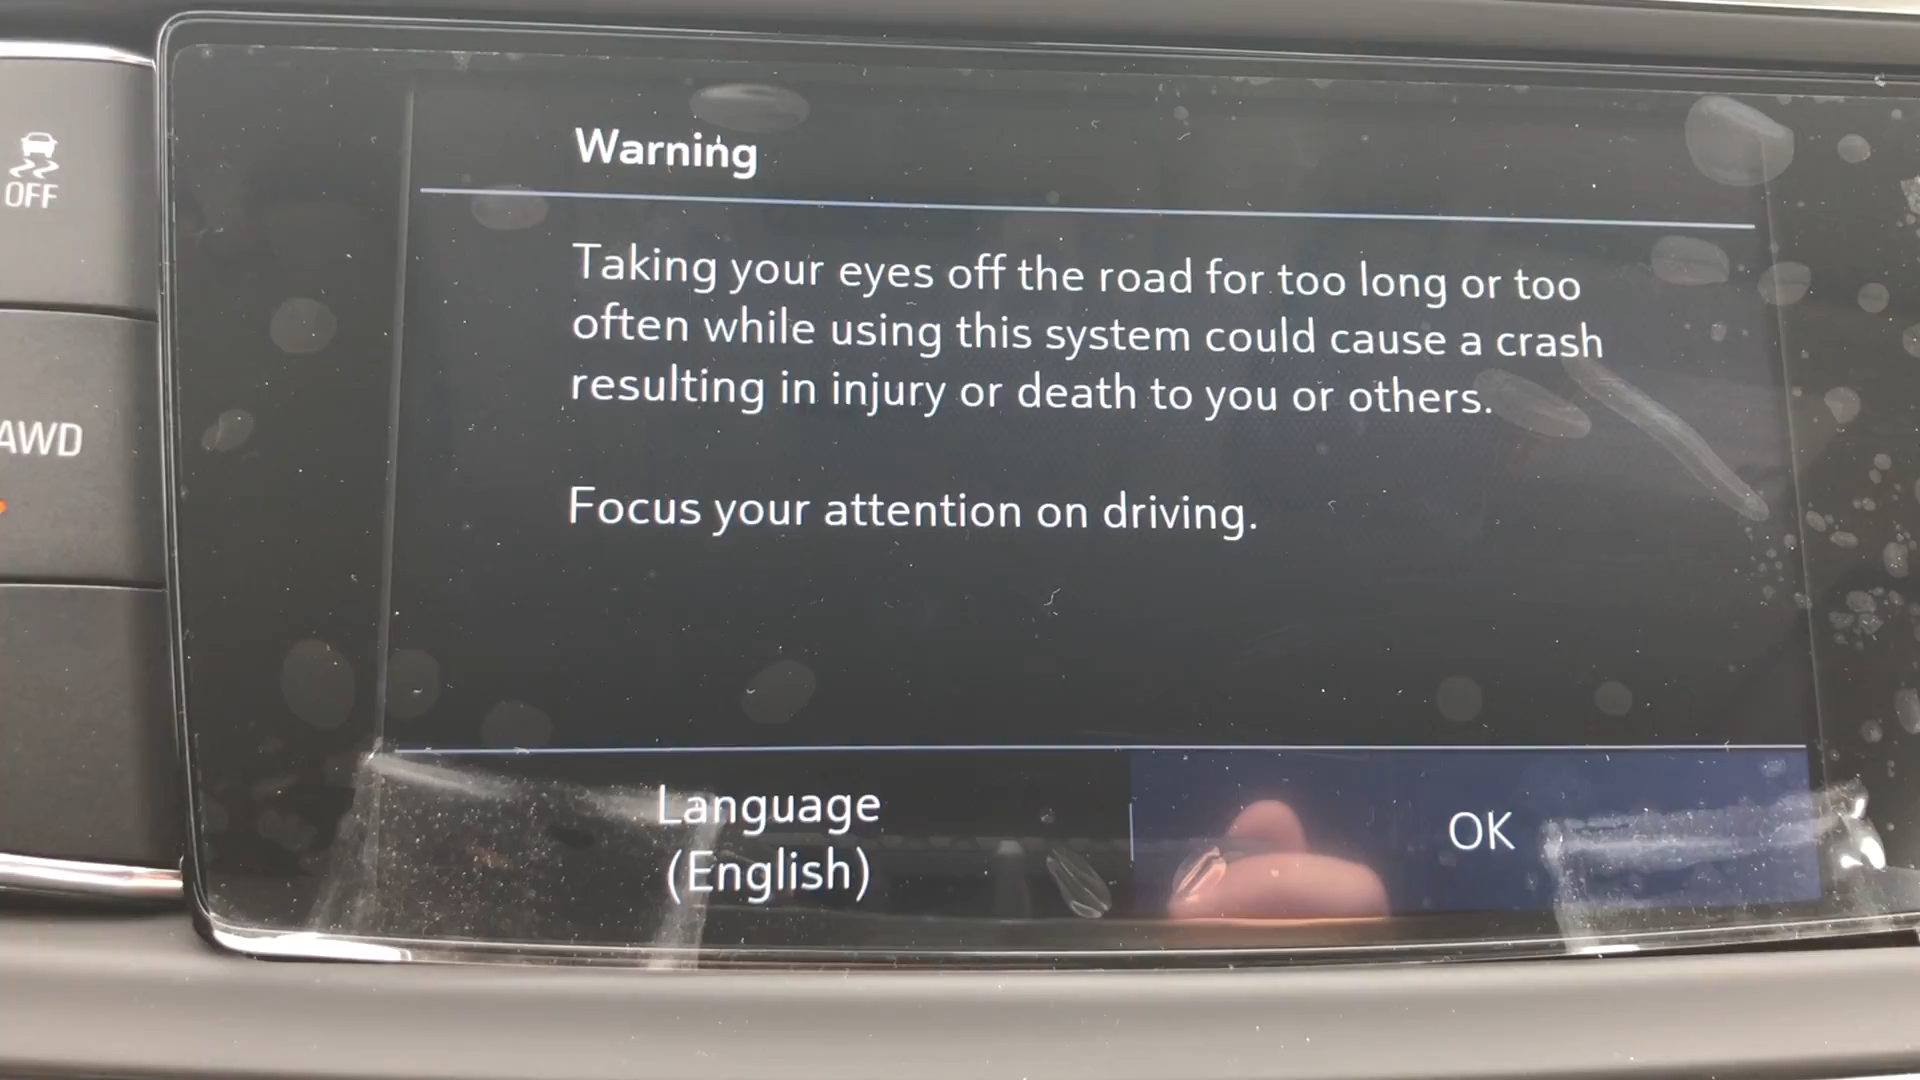 Warning
Taking your eyes off the road for too long or too
often while using this system could cause a crash
resulting in injury or death to you or others.
Focus your attention on driving.
Language
(English)
OK
OFF
AWD